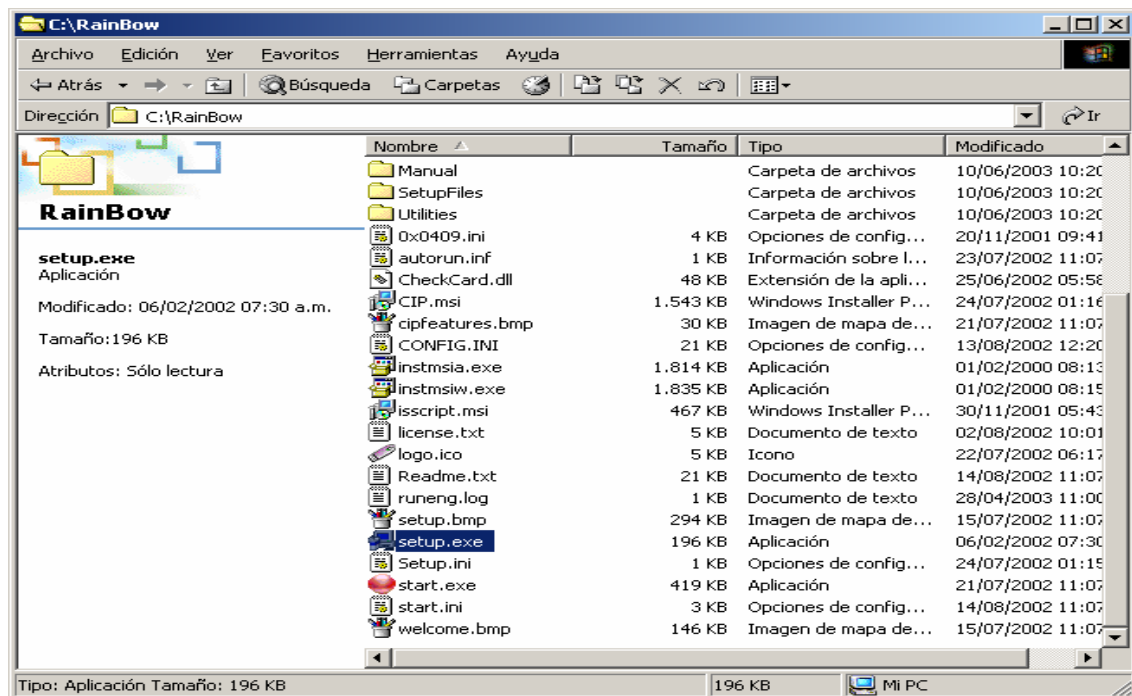 C:\RainBow
Archivo Edición Ver Favoritos Herramientas Ayuda
Atrás Búsqueda Carpetas
Dirección C:\RainBow Ir
RainBow
setup.exe
Aplicación
Modificado: 06/02/2002 07:30 a.m.
Tamaño:196 KB
Atributos: Sólo lectura
Nombre Tamaño Tipo Modificado
Manual Carpeta de archivos 10/06/2003 10:20
SetupFiles Carpeta de archivos 10/06/2003 10:20
Utilities Carpeta de archivos 10/06/2003 10:20
0x0409.ini 4 KB Opciones de config... 20/11/2001 09:41
autorun.inf 1 KB Información sobre l... 23/07/2002 11:07
CheckCard.dll 48 KB Extensión de la apli... 25/06/2002 05:58
CIP.msi 1.543 KB Windows Installer P... 24/07/2002 01:16
cipfeatures.bmp 30 KB Imagen de mapa de... 21/07/2002 11:07
CONFIG.INI 21 KB Opciones de config... 13/08/2002 12:20
instmsia.exe 1.814 KB Aplicación 01/02/2000 08:13
instmsiw.exe 1.835 KB Aplicación 01/02/2000 08:15
isscript.msi 467 KB Windows Installer P... 30/11/2001 05:43
license.txt 5 KB Documento de texto 02/08/2002 10:01
logo.ico 5 KB Icono 22/07/2002 06:17
Readme.txt 21 KB Documento de texto 14/08/2002 11:07
runeng.log 1 KB Documento de texto 28/04/2003 11:00
setup.bmp 294 KB Imagen de mapa de... 15/07/2002 11:07
setup.exe 196 KB Aplicación 06/02/2002 07:30
Setup.ini 1 KB Opciones de config... 24/07/2002 01:15
start.exe 419 KB Aplicación 21/07/2002 11:07
start.ini 3 KB Opciones de config... 14/08/2002 11:07
welcome.bmp 146 KB Imagen de mapa de... 15/07/2002 11:07
Tipo: Aplicación Tamaño: 196 KB 196 KB Mi PC